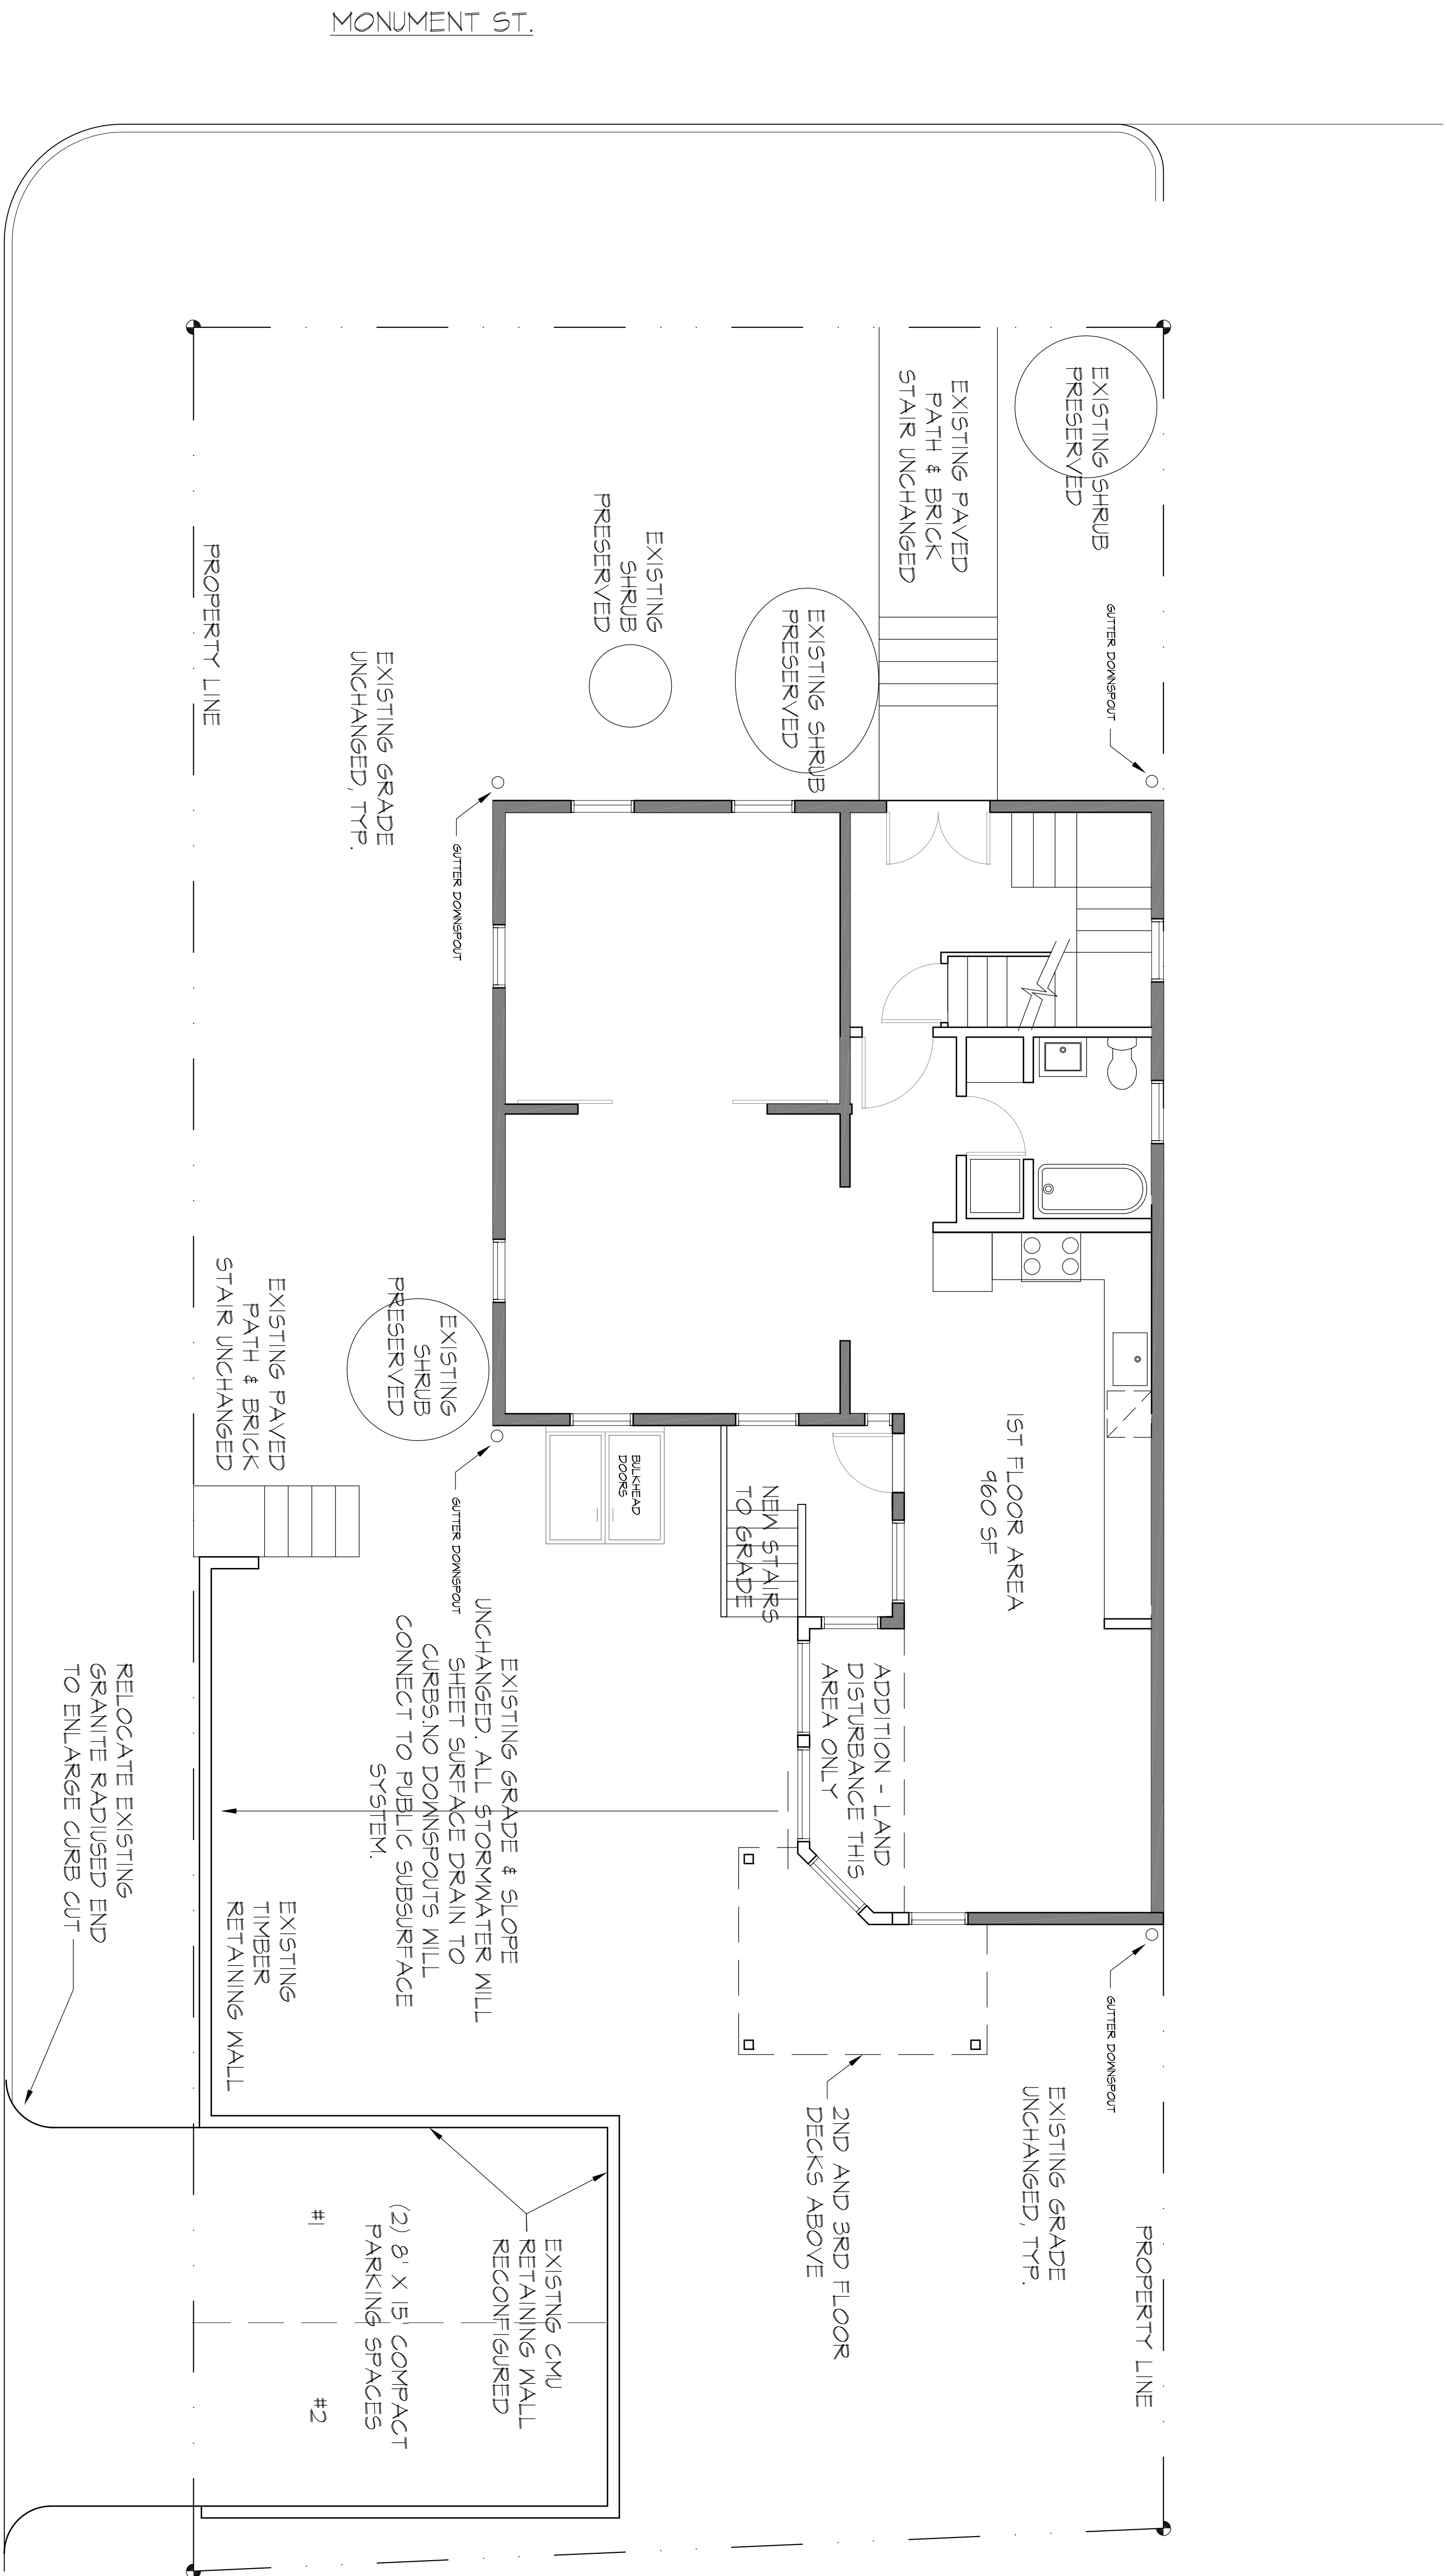 MONUMENT ST.
EXISTING SHRUB
PRESERVED
EXISTING PAVED
PATH & BRICK
STAIR UNCHANGED
GUTTER DOWNSPOUT
EXISTING SHRUB
PRESERVED
EXISTING
SHRUB
PRESERVED
EXISTING GRADE
UNCHANGED, TYP.
PROPERTY LINE
GUTTER DOWNSPOUT
1ST FLOOR AREA
960 SF
EXISTING
SHRUB
PRESERVED
EXISTING PAVED
PATH & BRICK
STAIR UNCHANGED
BULKHEAD
DOORS
NEW STAIRS
TO GRADE
GUTTER DOWNSPOUT
ADDITION - LAND
DISTURBANCE THIS
AREA ONLY
EXISTING GRADE & SLOPE
UNCHANGED. ALL STORMWATER WILL
SHEET SURFACE DRAIN TO
CURBS.NO DOWNSPOUTS WILL
CONNECT TO PUBLIC SUBSURFACE
SYSTEM.
RELOCATE EXISTING
GRANITE RADIUSED END
TO ENLARGE CURB CUT
EXISTING
TIMBER
RETAINING WALL
GUTTER DOWNSPOUT
EXISTING GRADE
UNCHANGED, TYP.
2ND AND 3RD FLOOR
DECKS ABOVE
PROPERTY LINE
EXISTNG CMU
RETAINING WALL
RECONFIGURED
(2) 8' X 15' COMPACT
PARKING SPACES
#1
#2